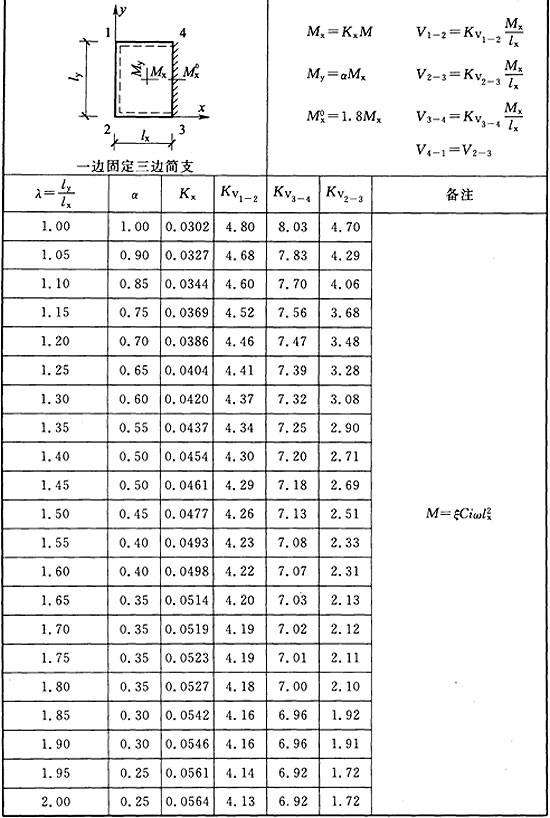 y
1 4
l_y M_y M_x M_x^0
x
2 l_x 3
一边固定三边简支
M_x=K_xM V_{1-2}=K_{V_{1-2}} M_x/l_x
M_y=αM_x V_{2-3}=K_{V_{2-3}} M_x/l_x
M_x^0=1.8M_x V_{3-4}=K_{V_{3-4}} M_x/l_x
V_{4-1}=V_{2-3}
λ=l_y/l_x α K_x K_{V_{1-2}} K_{V_{3-4}} K_{V_{2-3}} 备注
1.00 1.00 0.0302 4.80 8.03 4.70
1.05 0.90 0.0327 4.68 7.83 4.29
1.10 0.85 0.0344 4.60 7.70 4.06
1.15 0.75 0.0369 4.52 7.56 3.68
1.20 0.70 0.0386 4.46 7.47 3.48
1.25 0.65 0.0404 4.41 7.39 3.28
1.30 0.60 0.0420 4.37 7.32 3.08
1.35 0.55 0.0437 4.34 7.25 2.90
1.40 0.50 0.0454 4.30 7.20 2.71
1.45 0.50 0.0461 4.29 7.18 2.69
1.50 0.45 0.0477 4.26 7.13 2.51 M=ξCiωl_x^2
1.55 0.40 0.0493 4.23 7.08 2.33
1.60 0.40 0.0498 4.22 7.07 2.31
1.65 0.35 0.0514 4.20 7.03 2.13
1.70 0.35 0.0519 4.19 7.02 2.12
1.75 0.35 0.0523 4.19 7.01 2.11
1.80 0.35 0.0527 4.18 7.00 2.10
1.85 0.30 0.0542 4.16 6.96 1.92
1.90 0.30 0.0546 4.16 6.96 1.91
1.95 0.25 0.0561 4.14 6.92 1.72
2.00 0.25 0.0564 4.13 6.92 1.72